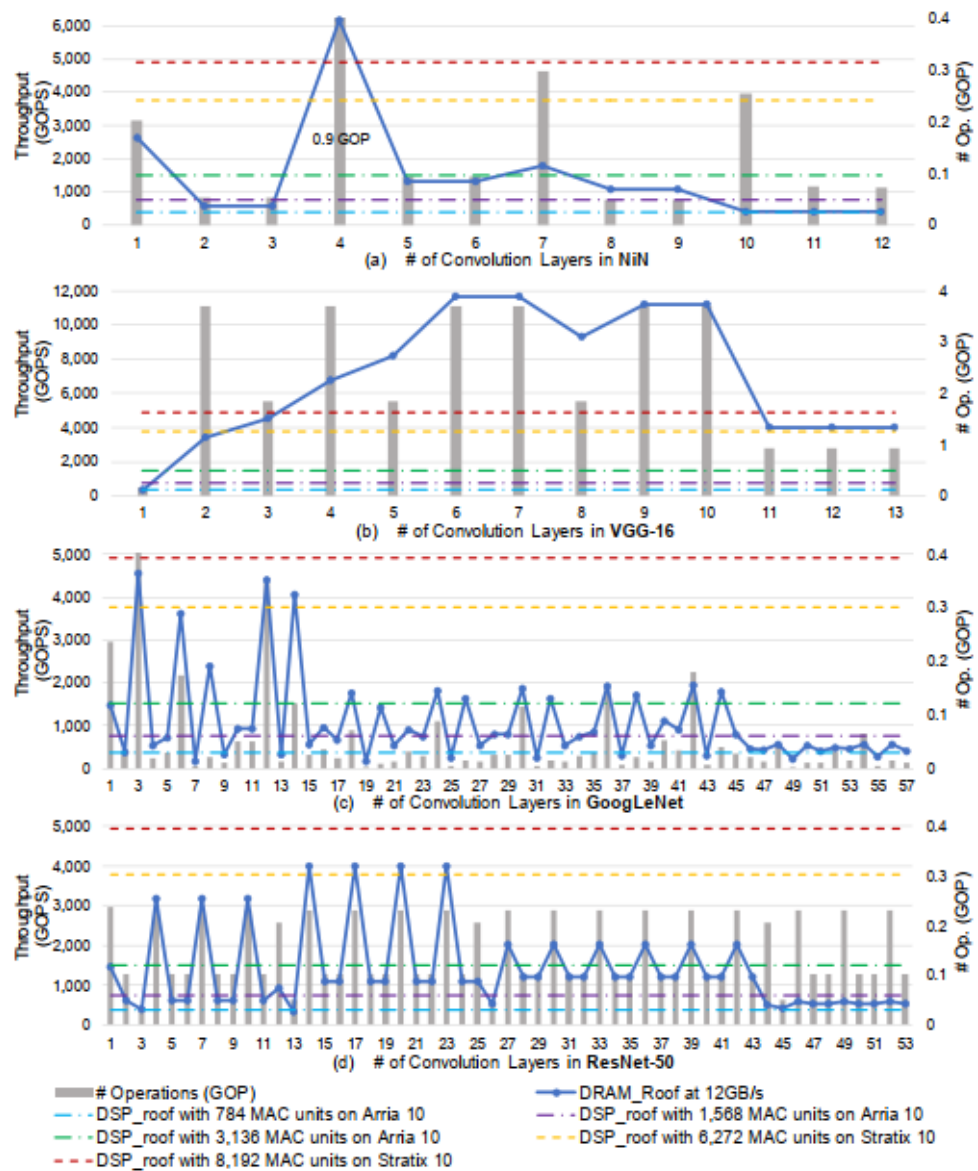 Throughput (GOPS)
6,000 5,000 4,000 3,000 2,000 1,000 0
0.9 GOP
0.4 0.3 0.2 0.1 0
# Op. (GOP)
1 2 3 4 5 6 7 8 9 10 11 12
(a) # of Convolution Layers in NiN
Throughput (GOPS)
12,000 10,000 8,000 6,000 4,000 2,000 0
4 3 2 1 0
# Op. (GOP)
1 2 3 4 5 6 7 8 9 10 11 12 13
(b) # of Convolution Layers in VGG-16
Throughput (GOPS)
5,000 4,000 3,000 2,000 1,000 0
0.4 0.3 0.2 0.1 0
# Op. (GOP)
1 3 5 7 9 11 13 15 17 19 21 23 25 27 29 31 33 35 37 39 41 43 45 47 49 51 53 55 57
(c) # of Convolution Layers in GoogLeNet
Throughput (GOPS)
5,000 4,000 3,000 2,000 1,000 0
0.4 0.3 0.2 0.1 0
# Op. (GOP)
1 3 5 7 9 11 13 15 17 19 21 23 25 27 29 31 33 35 37 39 41 43 45 47 49 51 53
(d) # of Convolution Layers in ResNet-50
# Operations (GOP)
DRAM_Roof at 12GB/s
DSP_roof with 784 MAC units on Arria 10
DSP_roof with 1,568 MAC units on Arria 10
DSP_roof with 3,136 MAC units on Arria 10
DSP_roof with 6,272 MAC units on Stratix 10
DSP_roof with 8,192 MAC units on Stratix 10